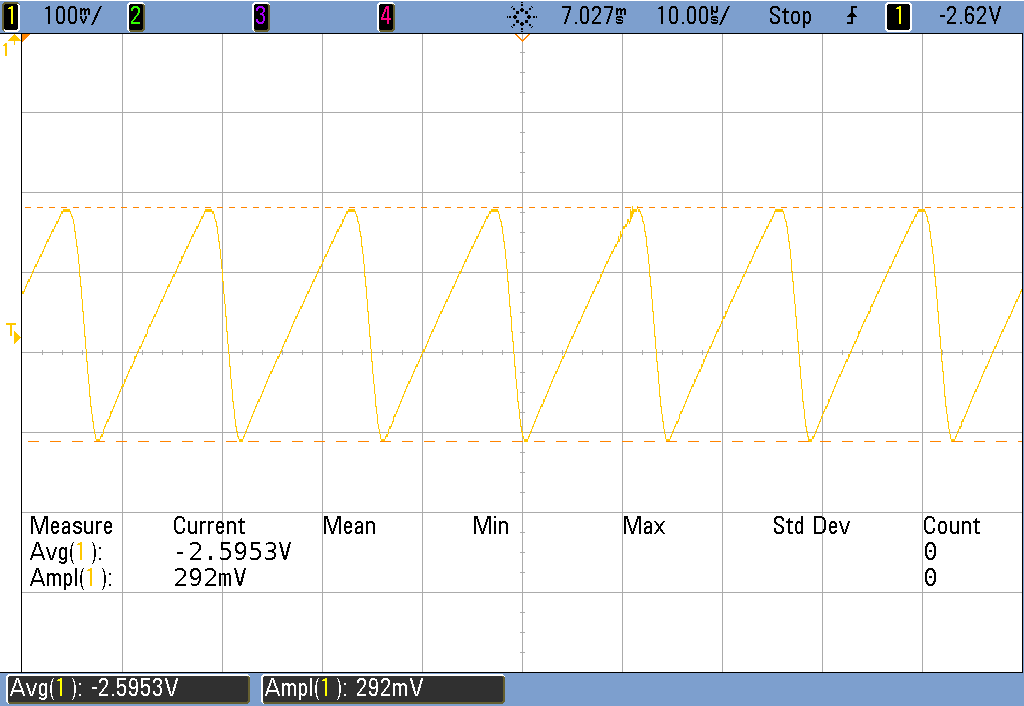 1 100mV/ 2 3 4 7.027ms 10.00us/ Stop 1 -2.62V
1
T
Measure Current Mean Min Max Std Dev Count
Avg(1): -2.5953V 0
Ampl(1): 292mV 0
Avg(1): -2.5953V Ampl(1): 292mV